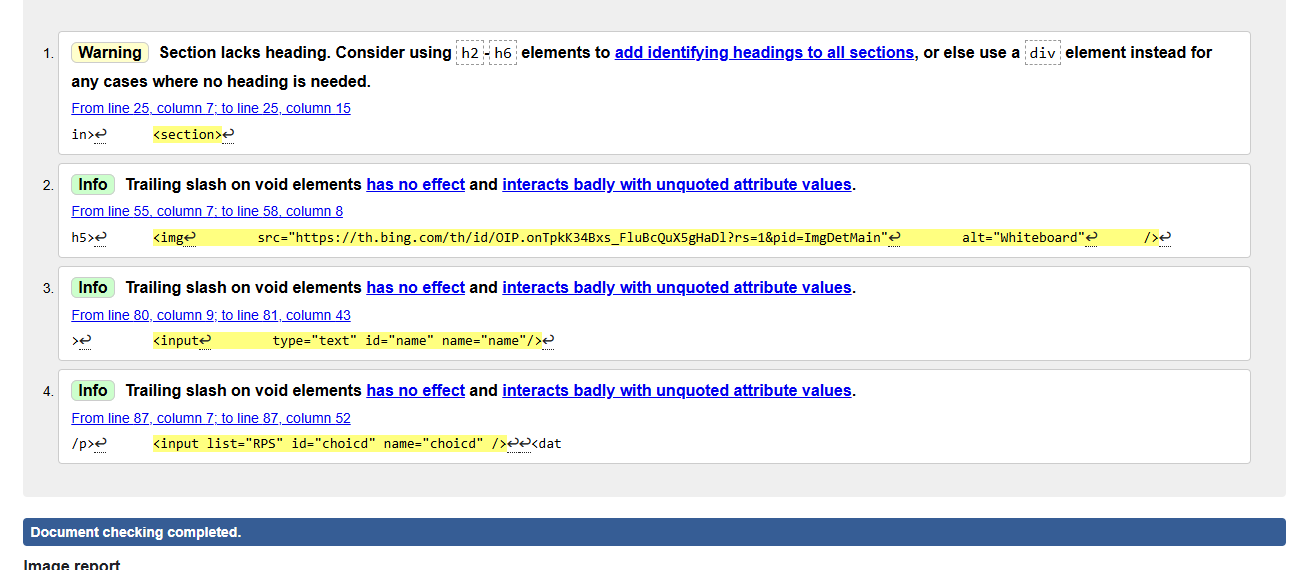 1. Warning Section lacks heading. Consider using h2-h6 elements to add identifying headings to all sections, or else use a div element instead for
any cases where no heading is needed.
From line 25, column 7; to line 25, column 15
in>↩ <section>↩
2. Info Trailing slash on void elements has no effect and interacts badly with unquoted attribute values.
From line 55, column 7; to line 58, column 8
h5>↩ <img↩ src="https://th.bing.com/th/id/OIP.onTpkK34Bxs_FluBcQuX5gHaDl?rs=1&pid=ImgDetMain"↩ alt="Whiteboard"↩ />↩
3. Info Trailing slash on void elements has no effect and interacts badly with unquoted attribute values.
From line 80, column 9; to line 81, column 43
>↩ <input↩ type="text" id="name" name="name"/>↩
4. Info Trailing slash on void elements has no effect and interacts badly with unquoted attribute values.
From line 87, column 7; to line 87, column 52
/p>↩ <input list="RPS" id="choicd" name="choicd" />↩↩<dat
Document checking completed.
Image report